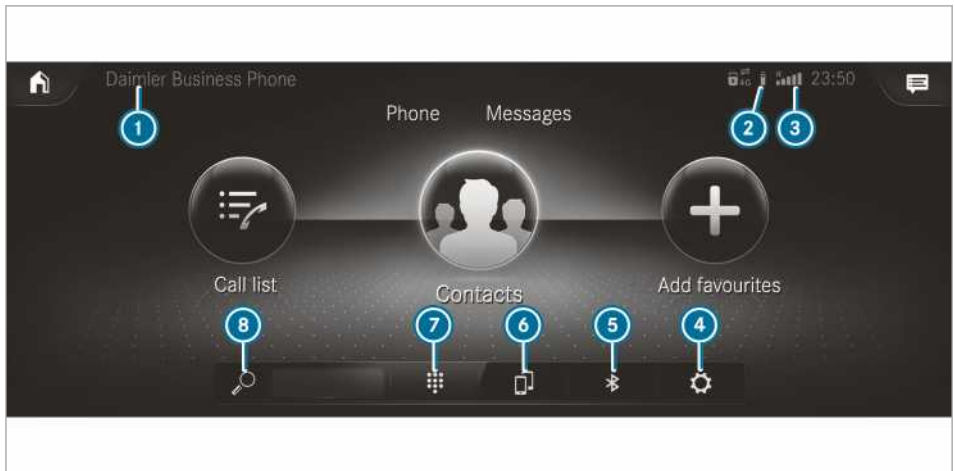 Daimler Business Phone
4G
23:50
1
2
3
Phone Messages
Call list
Contacts
Add favourites
8
7
6
5
4